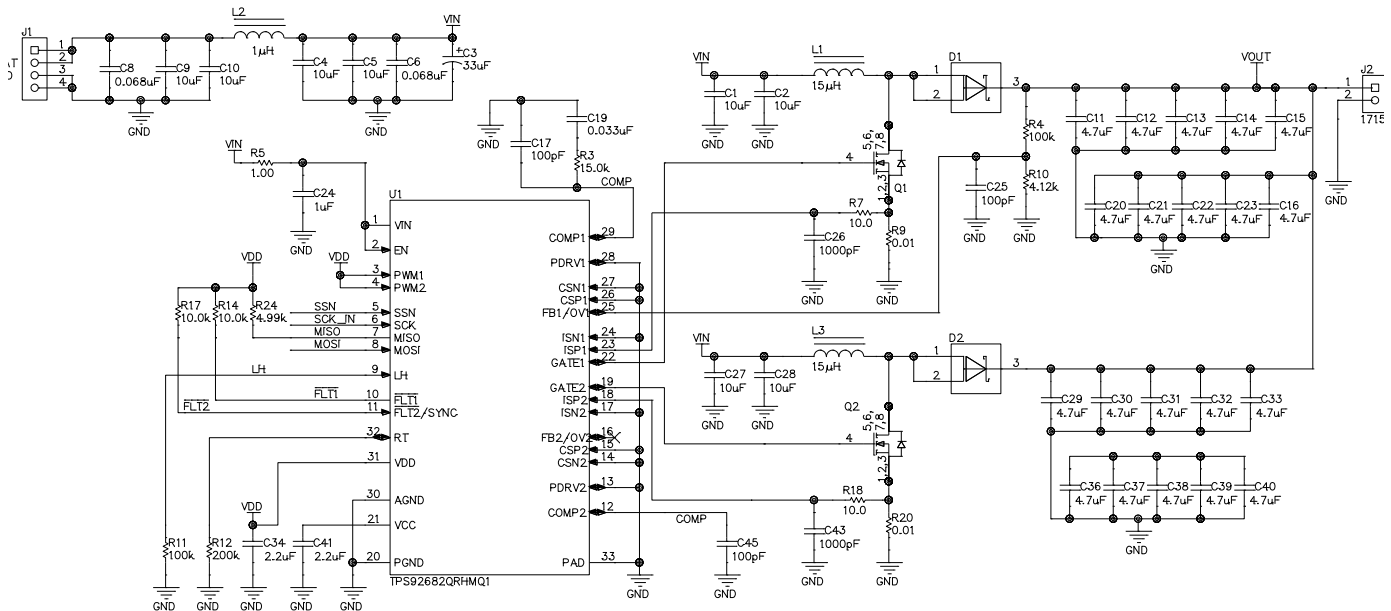 J1
1
2
3
4
C8
0.068uF
C9
10uF
C10
10uF
GND
L2
1μH
C4
10uF
C5
10uF
C6
0.068uF
VIN
C3
33uF
GND
GND
C17
100pF
C19
0.033uF
R3
15.0k
COMP
VIN
R5
1.00
C24
1uF
GND
U1
1 VIN
2 EN
3 PWM1
4 PWM2
5 SSN
6 SCK
7 MISO
8 MOSI
9 LH
10 FLT1
11 FLT2/SYNC
32 RT
31 VDD
30 AGND
21 VCC
20 PGND
COMP1 29
PDRV1 28
CSN1 27
CSP1 26
FB1/OV1 25
ISN1 24
ISP1 23
GATE1 22
GATE2 19
ISP2 18
ISN2 17
FB2/OV2 16
CSP2 15
CSN2 14
PDRV2 13
COMP2 12
PAD 33
TPS92682QRHMQ1
VDD
VDD
R17
10.0k
R14
10.0k
R24
4.99k
SSN
SCK_IN
MISO
MOSI
LH
FLT1
FLT2
R11
100k
R12
200k
VDD
C34
2.2uF
C41
2.2uF
GND
GND
GND
GND
GND
GND
COMP
C45
100pF
GND
VIN
C1
10uF
C2
10uF
GND
GND
L1
15μH
D1
1
2
3
5,6,
7,8
4
1,2,3
Q1
R7
10.0
C26
1000pF
GND
R9
0.01
GND
C25
100pF
GND
R4
100k
R10
4.12k
GND
VOUT
C11
4.7uF
C12
4.7uF
C13
4.7uF
C14
4.7uF
C15
4.7uF
C20
4.7uF
C21
4.7uF
C22
4.7uF
C23
4.7uF
C16
4.7uF
GND
J2
1
2
1715
GND
VIN
C27
10uF
C28
10uF
GND
GND
L3
15μH
D2
1
2
3
Q2
5,6,
7,8
4
1,2,3
R18
10.0
C43
1000pF
GND
R20
0.01
GND
C29
4.7uF
C30
4.7uF
C31
4.7uF
C32
4.7uF
C33
4.7uF
C36
4.7uF
C37
4.7uF
C38
4.7uF
C39
4.7uF
C40
4.7uF
GND